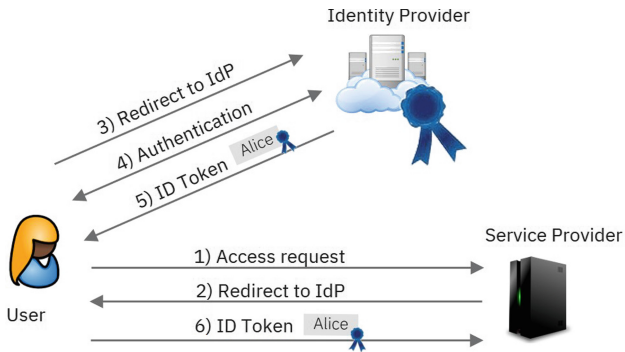 Identity Provider
3) Redirect to IdP
4) Authentication
5) ID Token Alice
Service Provider
1) Access request
2) Redirect to IdP
User
6) ID Token Alice